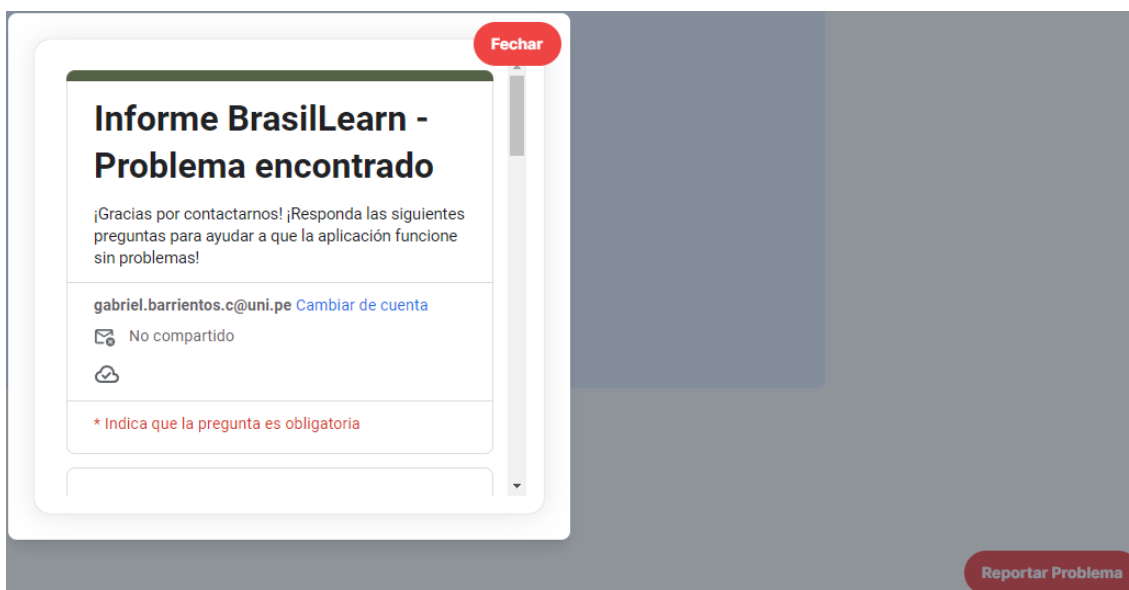 Fechar
Informe BrasilLearn -
Problema encontrado
¡Gracias por contactarnos! ¡Responda las siguientes
preguntas para ayudar a que la aplicación funcione
sin problemas!
gabriel.barrientos.c@uni.pe Cambiar de cuenta
No compartido
* Indica que la pregunta es obligatoria
Reportar Problema